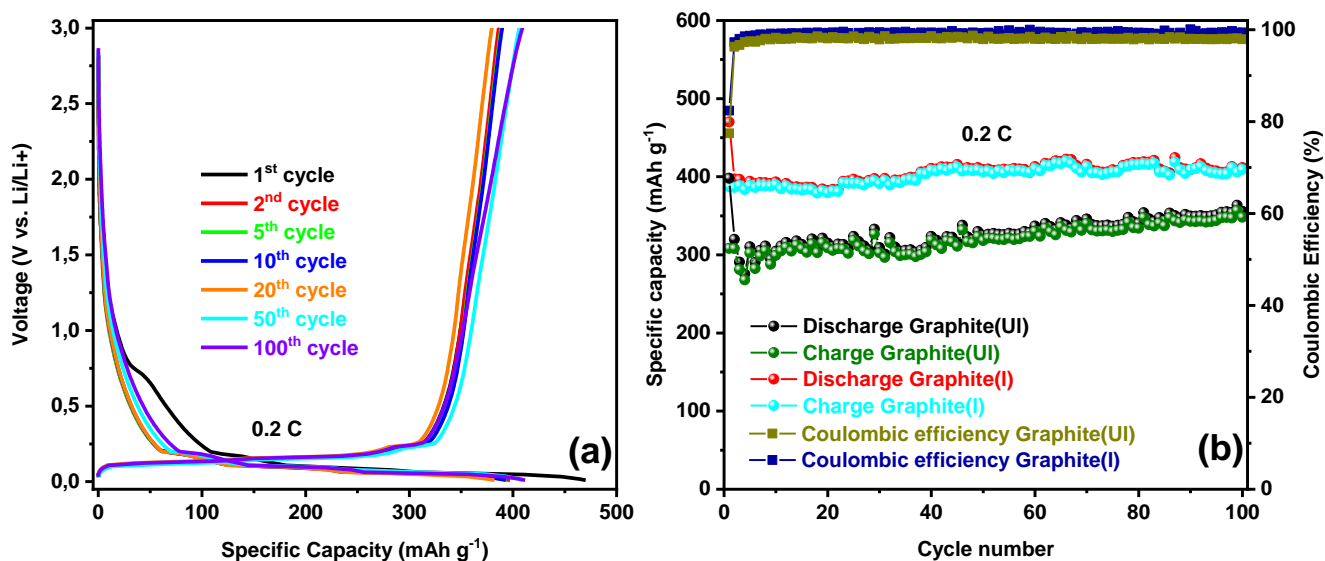 3,0
2,5
2,0
1,5
1,0
0,5
0,0
Voltage (V vs. Li/Li+)
1st cycle
2nd cycle
5th cycle
10th cycle
20th cycle
50th cycle
100th cycle
0.2 C
(a)
0 100 200 300 400 500
Specific Capacity (mAh g-1)
600
500
400
300
200
300
400
0
Specific capacity (mAh g-1)
0.2 C
Discharge Graphite(UI)
Charge Graphite(UI)
Discharge Graphite(I)
Charge Graphite(I)
Coulombic efficiency Graphite(UI)
Coulombic efficiency Graphite(I)
(b)
100
80
60
40
20
0
Coulombic Efficiency (%)
0 20 40 60 80 100
Cycle number